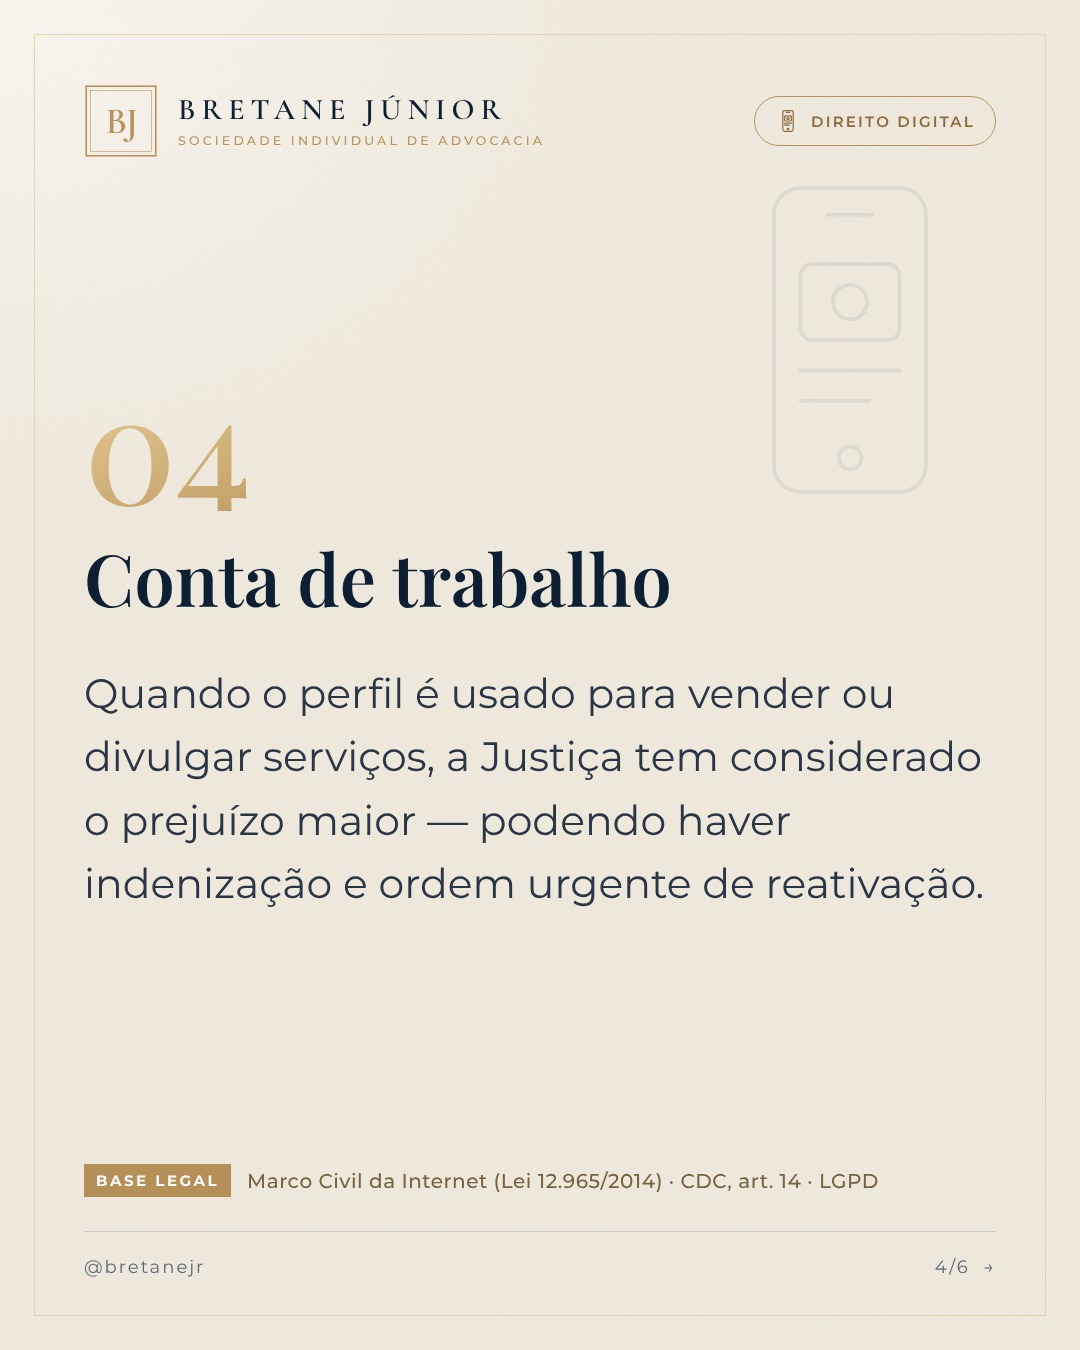 BJ
BRETANE JÚNIOR
SOCIEDADE INDIVIDUAL DE ADVOCACIA
DIREITO DIGITAL
04
Conta de trabalho
Quando o perfil é usado para vender ou
divulgar serviços, a Justiça tem considerado
o prejuízo maior — podendo haver
indenização e ordem urgente de reativação.
BASE LEGAL Marco Civil da Internet (Lei 12.965/2014) · CDC, art. 14 · LGPD
@bretanejr
4/6 →